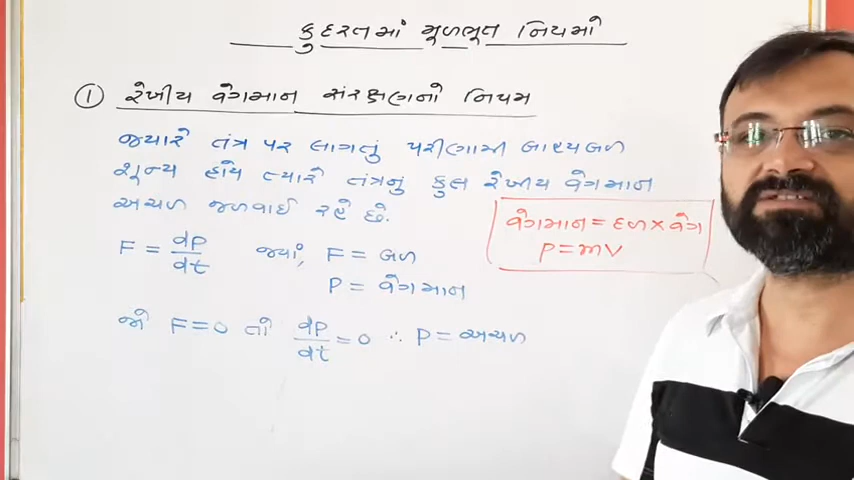 કુદરતમાં મૂળભૂત નિયમો
① રેખીય વેગમાન સંરક્ષણનો નિયમ
જયારે તંત્ર પર લાગતું પરીણામી બાહ્યબળ
શૂન્ય હોય ત્યારે તંત્રનું કુલ રેખીય વેગમાન
અચળ જળવાઈ રહે છે.
વેગમાન = દળ × વેગ
P = mv
F = dp/dt જ્યાં, F = બળ
P = વેગમાન
જો F = 0 તો dp/dt = 0 ∴ P = અચળ